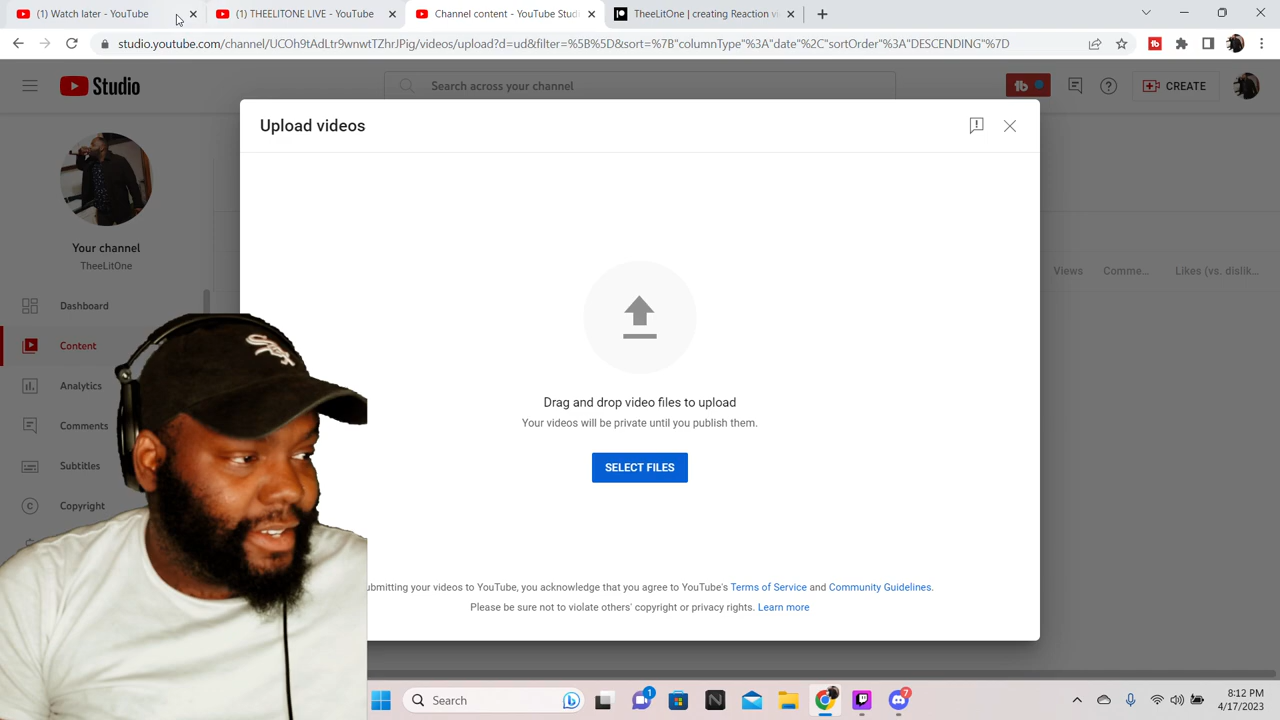 (1) Watch later - YouTube
(1) THEELITONE LIVE - YouTube
Channel content - YouTube Stud
TheeLitOne | creating Reaction vi
studio.youtube.com/channel/UCOh9tAdLtr9wnwtTZhrJPig/videos/upload?d=ud&filter=%5B%5D&sort=%7B"columnType"%3A"date"%2C"sortOrder"%3A"DESCENDING"%7D
Studio
Search across your channel
CREATE
Upload videos
Your channel
TheeLitOne
Views
Comme...
Likes (vs. dislik...
Dashboard
Content
Analytics
Comments
Subtitles
Copyright
Drag and drop video files to upload
Your videos will be private until you publish them.
SELECT FILES
ubmitting your videos to YouTube, you acknowledge that you agree to YouTube's Terms of Service and Community Guidelines.
Please be sure not to violate others' copyright or privacy rights. Learn more
Search
1
7
8:12 PM
4/17/2023